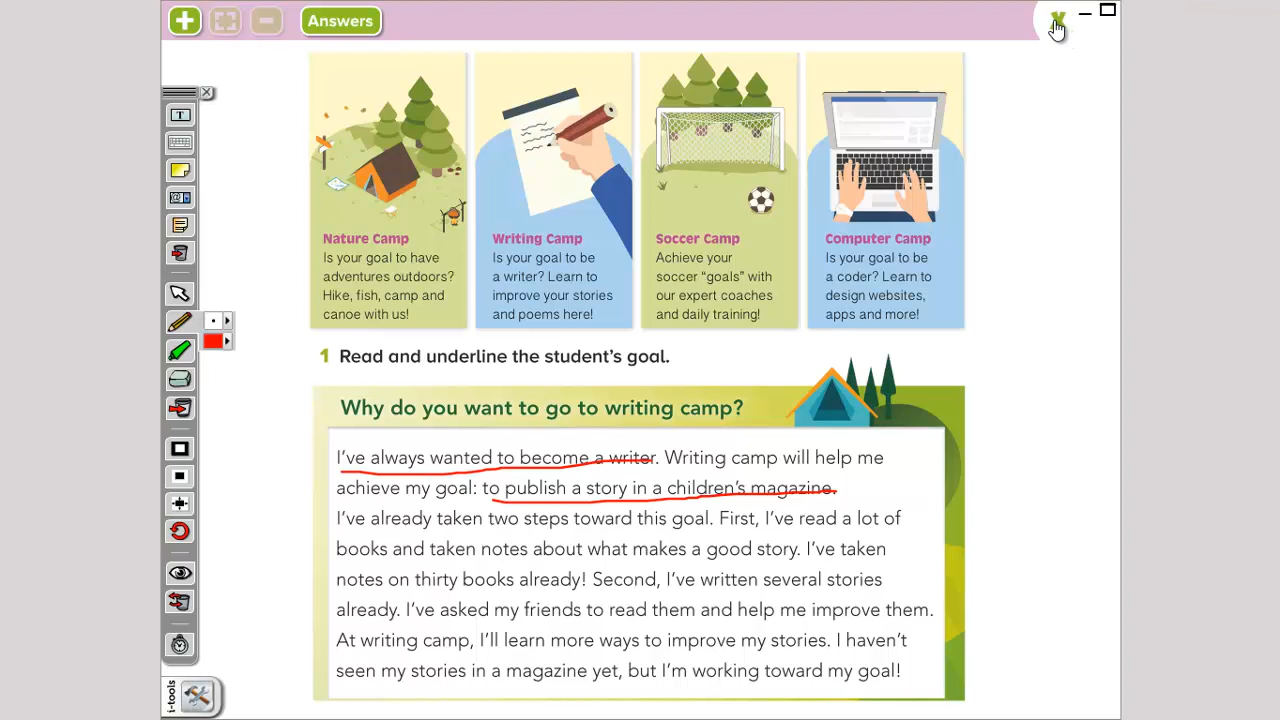 Answers
Nature Camp
Is your goal to have
adventures outdoors?
Hike, fish, camp and
canoe with us!
Writing Camp
Is your goal to be
a writer? Learn to
improve your stories
and poems here!
Soccer Camp
Achieve your
soccer “goals” with
our expert coaches
and daily training!
Computer Camp
Is your goal to be
a coder? Learn to
design websites,
apps and more!
1 Read and underline the student’s goal.
Why do you want to go to writing camp?
I’ve always wanted to become a writer. Writing camp will help me
achieve my goal: to publish a story in a children’s magazine.
I’ve already taken two steps toward this goal. First, I’ve read a lot of
books and taken notes about what makes a good story. I’ve taken
notes on thirty books already! Second, I’ve written several stories
already. I’ve asked my friends to read them and help me improve them.
At writing camp, I’ll learn more ways to improve my stories. I haven’t
seen my stories in a magazine yet, but I’m working toward my goal!
T
i-tools